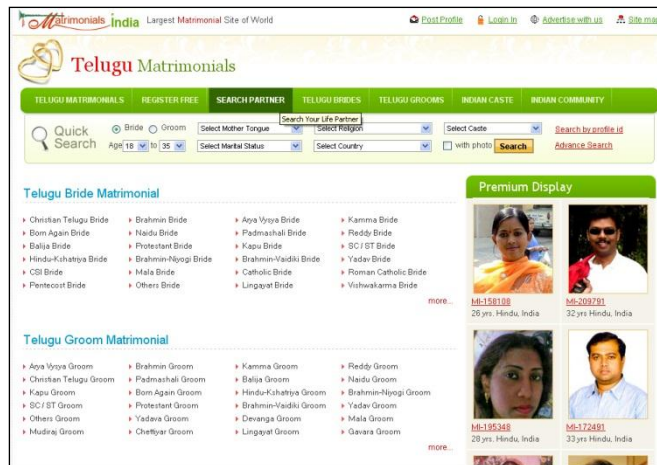 Matrimonials India Largest Matrimonial Site of World
Post Profile Login In Advertise with us Site map
Telugu Matrimonials
TELUGU MATRIMONIALS REGISTER FREE SEARCH PARTNER TELUGU BRIDES TELUGU GROOMS INDIAN CASTE INDIAN COMMUNITY
Search Your Life Partner
Quick Search
Bride Groom Select Mother Tongue Select Religion Select Caste Search by profile id
Age 18 to 35 Select Marital Status Select Country with photo Search Advance Search
Telugu Bride Matrimonial
Christian Telugu Bride Brahmin Bride Arya Vysya Bride Kamma Bride
Born Again Bride Naidu Bride Padmashali Bride Reddy Bride
Balija Bride Protestant Bride Kapu Bride SC / ST Bride
Hindu-Kshatriya Bride Brahmin-Niyogi Bride Brahmin-Vaidiki Bride Yadav Bride
CSI Bride Mala Bride Catholic Bride Roman Catholic Bride
Pentecost Bride Others Bride Lingayat Bride Vishwakarma Bride
more...
Telugu Groom Matrimonial
Arya Vysya Groom Brahmin Groom Kamma Groom Reddy Groom
Christian Telugu Groom Padmashali Groom Balija Groom Naidu Groom
Kapu Groom Born Again Groom Hindu-Kshatriya Groom Brahmin-Niyogi Groom
SC / ST Groom Protestant Groom Brahmin-Vaidiki Groom Yadav Groom
Others Groom Yadava Groom Devanga Groom Mala Groom
Mudiraj Groom Chettiyar Groom Lingayat Groom Gavara Groom
more...
Premium Display
MI-158108 MI-209791
26 yrs. Hindu, India 32 yrs. Hindu, India
MI-195348 MI-172491
28 yrs. Hindu, India 33 yrs. Hindu, India